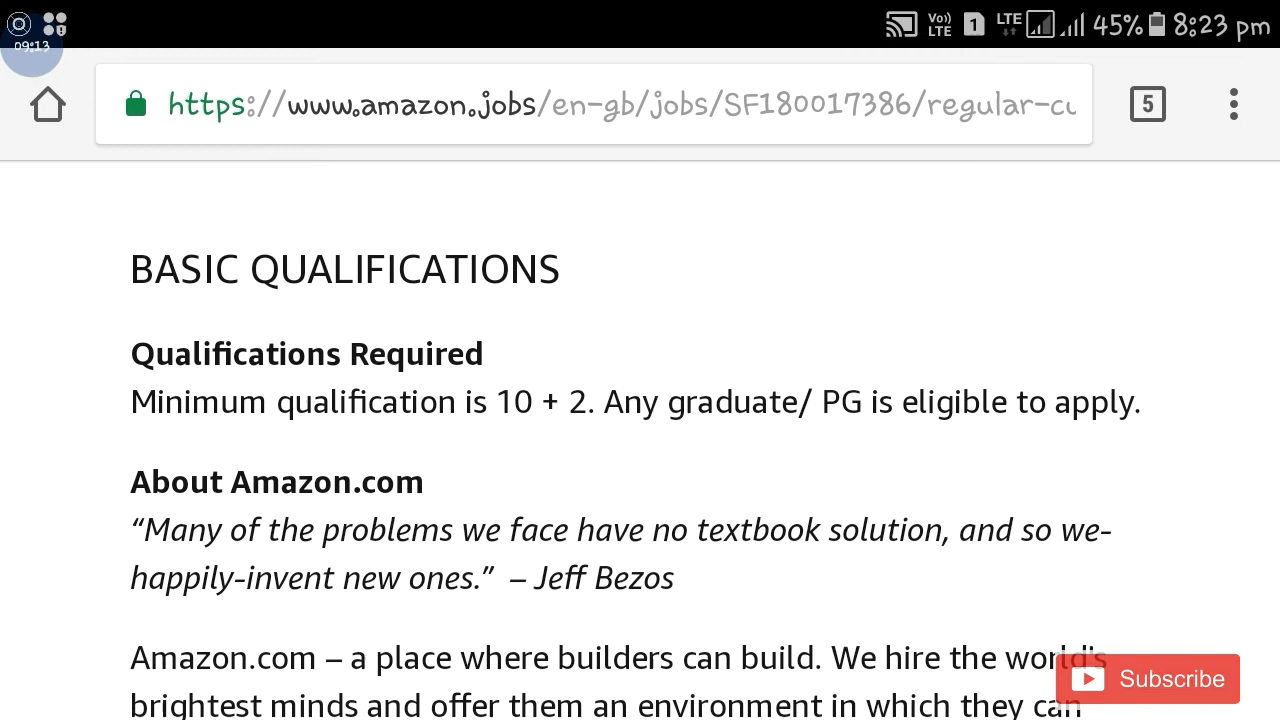 Vo))
LTE
1
LTE
45%
8:23 pm
09:13
https://www.amazon.jobs/en-gb/jobs/SF180017386/regular-cu
5
BASIC QUALIFICATIONS
Qualifications Required
Minimum qualification is 10 + 2. Any graduate/ PG is eligible to apply.
About Amazon.com
“Many of the problems we face have no textbook solution, and so we-
happily-invent new ones.” – Jeff Bezos
Amazon.com – a place where builders can build. We hire the world's
brightest minds and offer them an environment in which they can
Subscribe